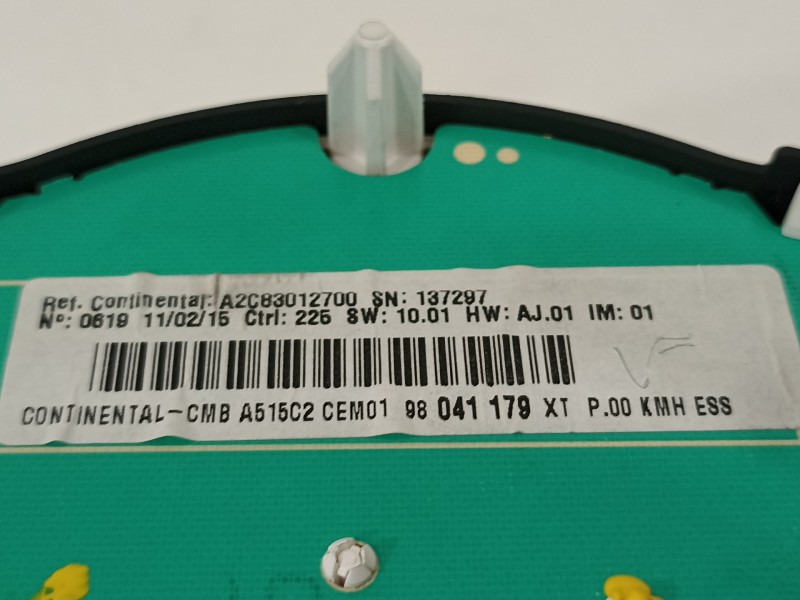 Ref. Continental: A2C83012700 SN: 137297
Nº: 0619 11/02/15 Ctrl: 225 SW: 10.01 HW: AJ.01 IM: 01
CONTINENTAL-CMB A515C2 CEM01 98 041 179 XT P.00 KMH ESS